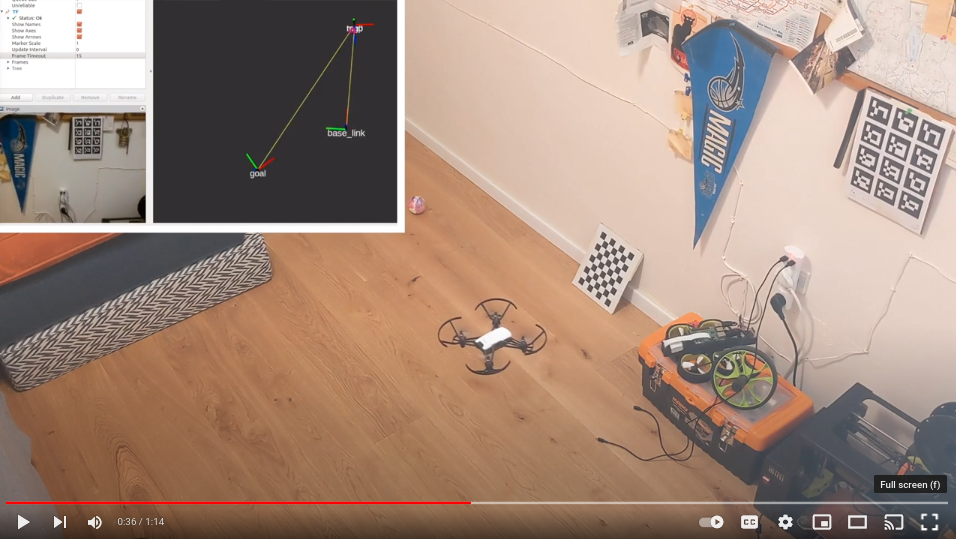 Unreliable
TF
Status: Ok
Show Names
Show Axes
Show Arrows
Marker Scale
1
Update Interval
0
Frame Timeout
15
Frames
Tree
Add
Duplicate
Remove
Rename
Image
MAGIC
map
base_link
goal
MAGIC
Full screen (f)
0:36 / 1:14
CC